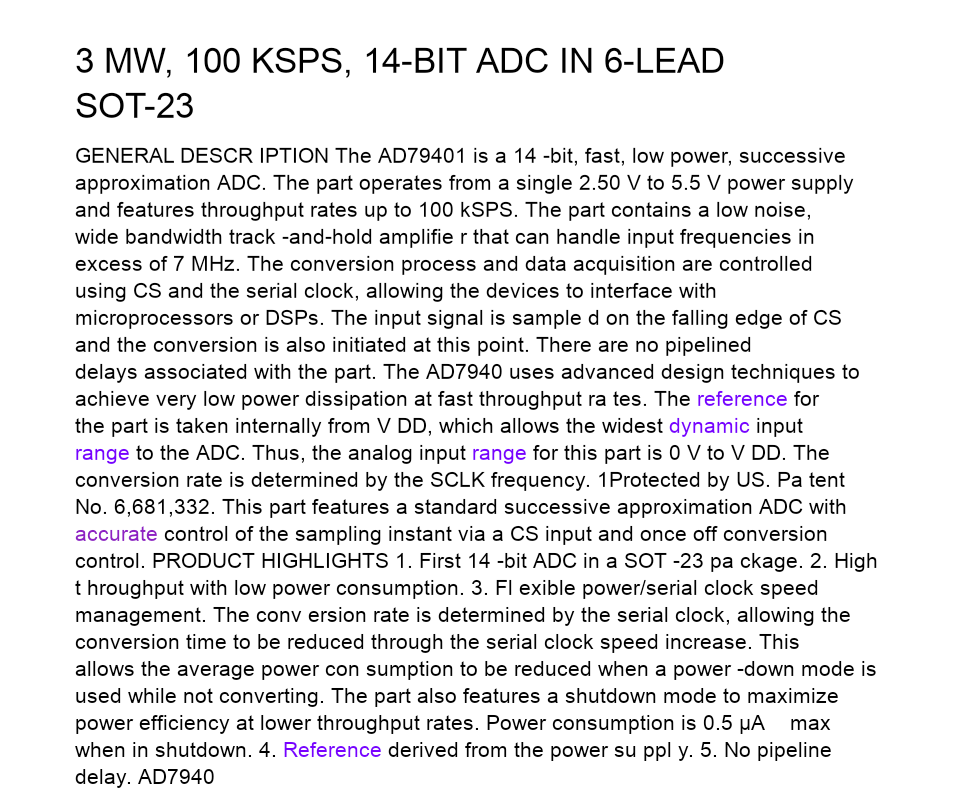 3 MW, 100 KSPS, 14-BIT ADC IN 6-LEAD
SOT-23
GENERAL DESCR IPTION The AD79401 is a 14 -bit, fast, low power, successive
approximation ADC. The part operates from a single 2.50 V to 5.5 V power supply
and features throughput rates up to 100 kSPS. The part contains a low noise,
wide bandwidth track -and-hold amplifie r that can handle input frequencies in
excess of 7 MHz. The conversion process and data acquisition are controlled
using CS and the serial clock, allowing the devices to interface with
microprocessors or DSPs. The input signal is sample d on the falling edge of CS
and the conversion is also initiated at this point. There are no pipelined
delays associated with the part. The AD7940 uses advanced design techniques to
achieve very low power dissipation at fast throughput ra tes. The reference for
the part is taken internally from V DD, which allows the widest dynamic input
range to the ADC. Thus, the analog input range for this part is 0 V to V DD. The
conversion rate is determined by the SCLK frequency. 1Protected by US. Pa tent
No. 6,681,332. This part features a standard successive approximation ADC with
accurate control of the sampling instant via a CS input and once off conversion
control. PRODUCT HIGHLIGHTS 1. First 14 -bit ADC in a SOT -23 pa ckage. 2. High
t hroughput with low power consumption. 3. Fl exible power/serial clock speed
management. The conv ersion rate is determined by the serial clock, allowing the
conversion time to be reduced through the serial clock speed increase. This
allows the average power con sumption to be reduced when a power -down mode is
used while not converting. The part also features a shutdown mode to maximize
power efficiency at lower throughput rates. Power consumption is 0.5 µA max
when in shutdown. 4. Reference derived from the power su ppl y. 5. No pipeline
delay. AD7940